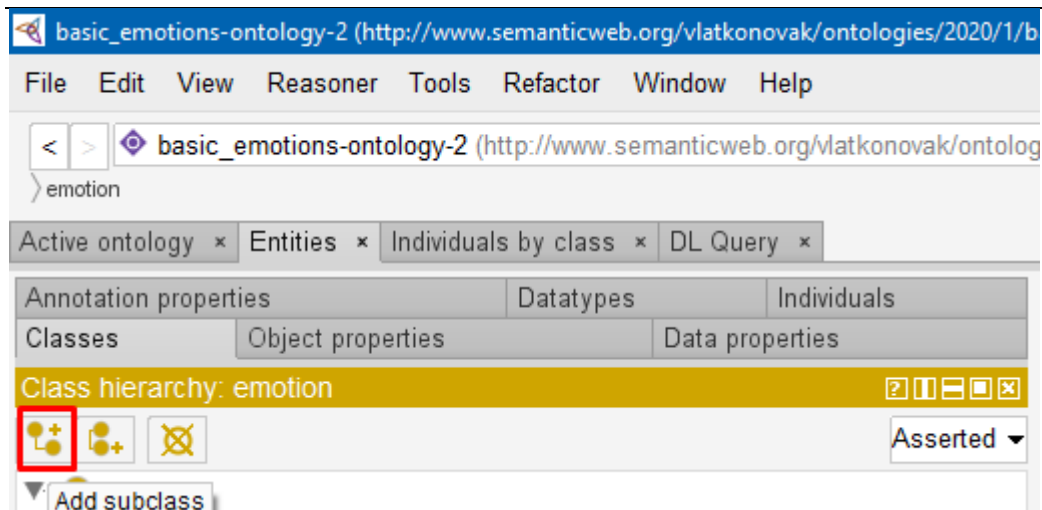 basic_emotions-ontology-2 (http://www.semanticweb.org/vlatkonovak/ontologies/2020/1/b
File Edit View Reasoner Tools Refactor Window Help
< > basic_emotions-ontology-2 (http://www.semanticweb.org/vlatkonovak/ontolog
emotion
Active ontology × Entities × Individuals by class × DL Query ×
Annotation properties Datatypes Individuals
Classes Object properties Data properties
Class hierarchy: emotion
Asserted
Add subclass